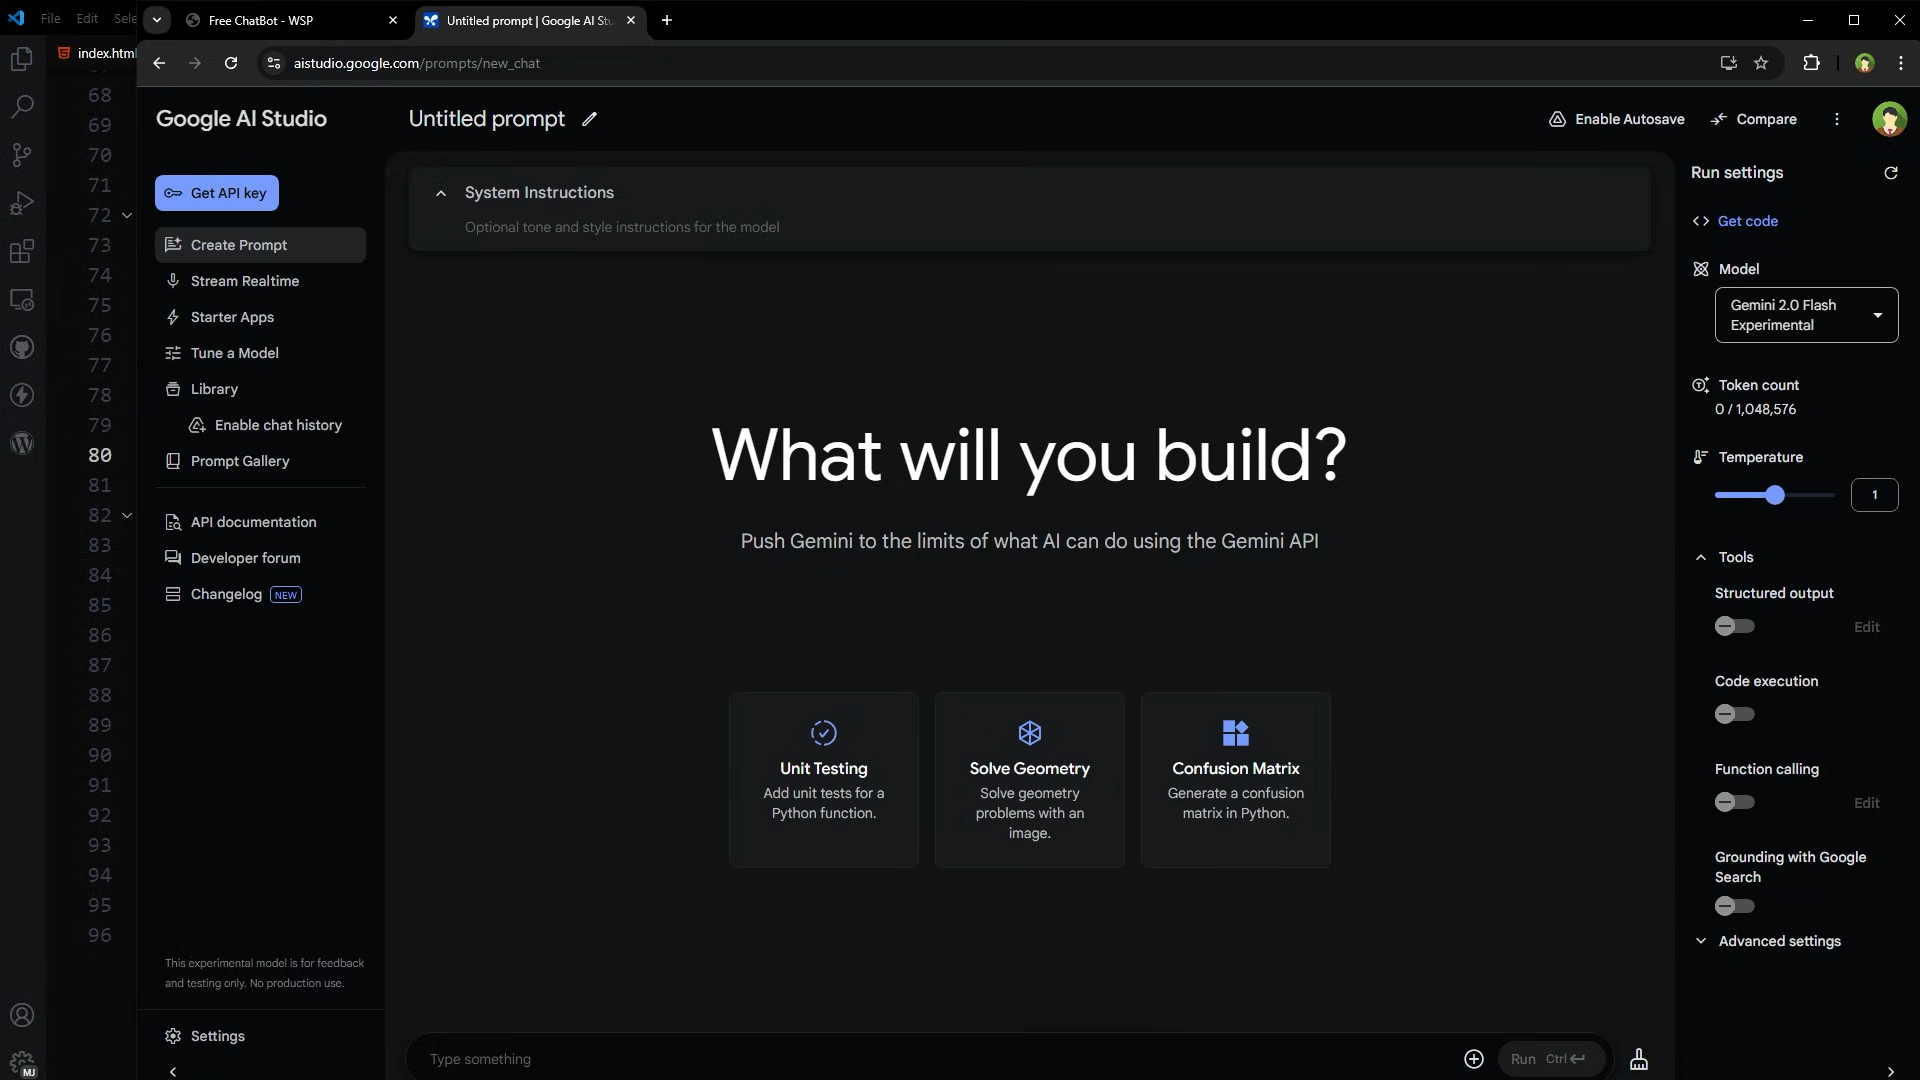 File Edit Sele
Free ChatBot - WSP
Untitled prompt | Google AI Stu
index.html
aistudio.google.com/prompts/new_chat
68
69
70
71
72
73
74
75
76
77
78
79
80
81
82
83
84
85
86
87
88
89
90
91
92
93
94
95
96
MJ
Google AI Studio
Get API key
Create Prompt
Stream Realtime
Starter Apps
Tune a Model
Library
Enable chat history
Prompt Gallery
API documentation
Developer forum
Changelog NEW
This experimental model is for feedback
and testing only. No production use.
Settings
Untitled prompt
Enable Autosave
Compare
System Instructions
Optional tone and style instructions for the model
What will you build?
Push Gemini to the limits of what AI can do using the Gemini API
Unit Testing
Add unit tests for a
Python function.
Solve Geometry
Solve geometry
problems with an
image.
Confusion Matrix
Generate a confusion
matrix in Python.
Type something
Run Ctrl
Run settings
Get code
Model
Gemini 2.0 Flash
Experimental
Token count
0 / 1,048,576
Temperature
1
Tools
Structured output
Edit
Code execution
Function calling
Edit
Grounding with Google
Search
Advanced settings